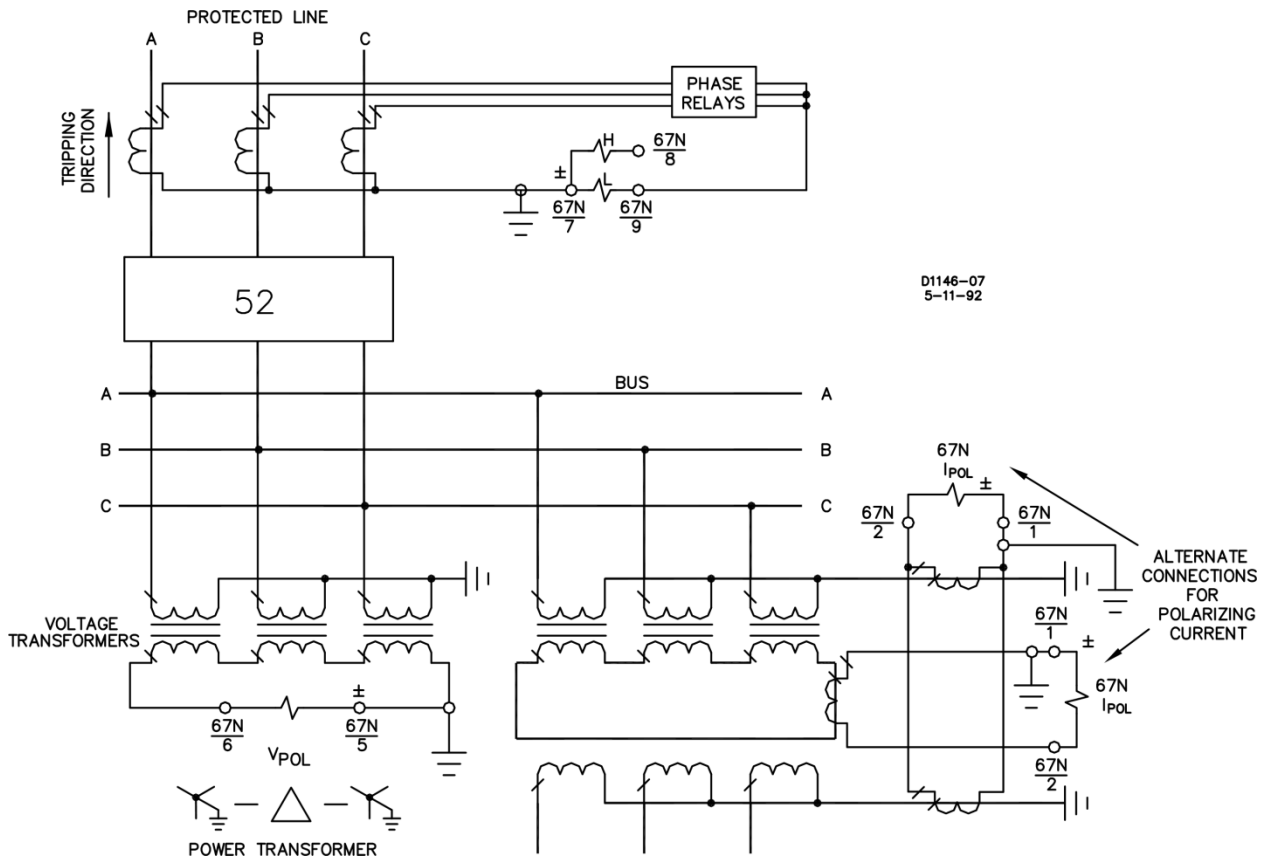 PROTECTED LINE
A
B
C
PHASE
RELAYS
TRIPPING
DIRECTION
H
67N
8
±
L
67N
7
67N
9
52
D1146-07
5-11-92
A
BUS
A
B
B
C
C
67N
IPOL
±
67N
2
67N
1
ALTERNATE
CONNECTIONS
FOR
POLARIZING
CURRENT
VOLTAGE
TRANSFORMERS
67N
1
±
67N
IPOL
67N
2
±
67N
6
67N
5
VPOL
POWER TRANSFORMER